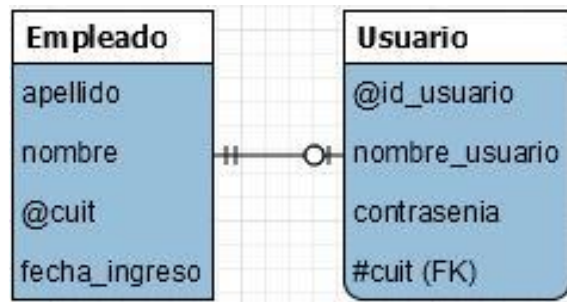 Empleado
apellido
nombre
@cuit
fecha_ingreso
Usuario
@id_usuario
nombre_usuario
contrasenia
#cuit (FK)